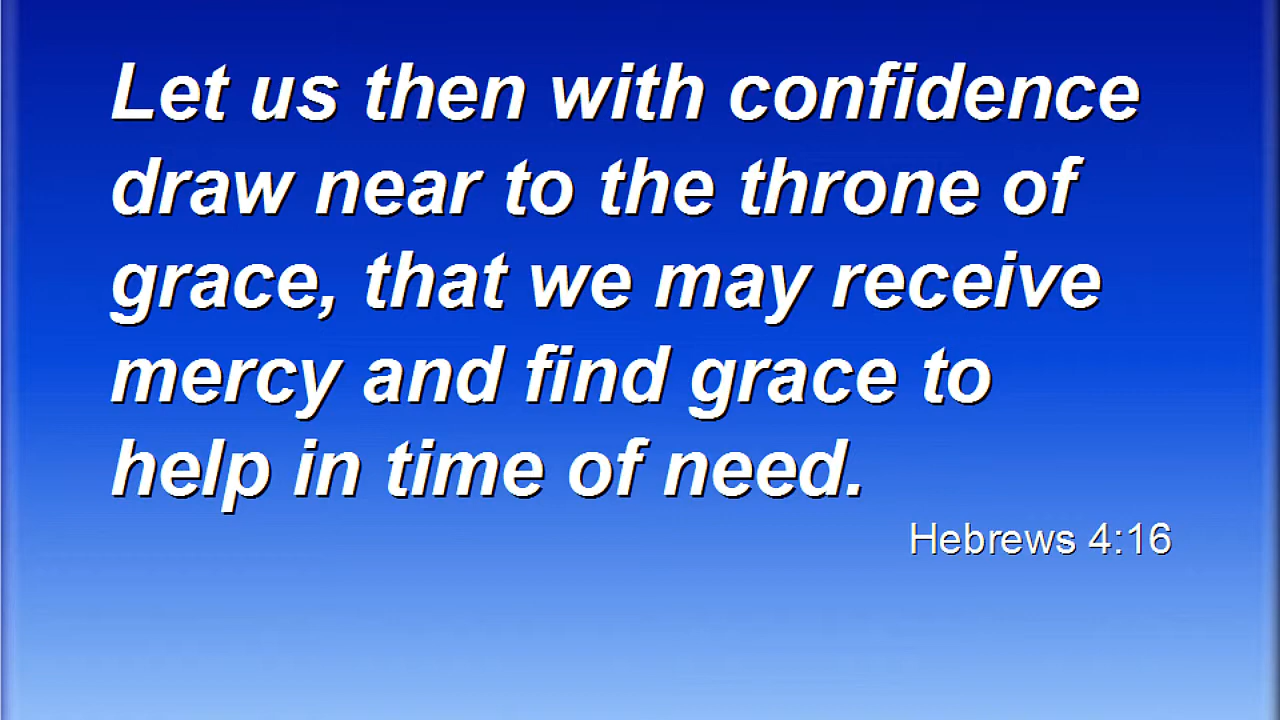 Let us then with confidence
draw near to the throne of
grace, that we may receive
mercy and find grace to
help in time of need.
Hebrews 4:16